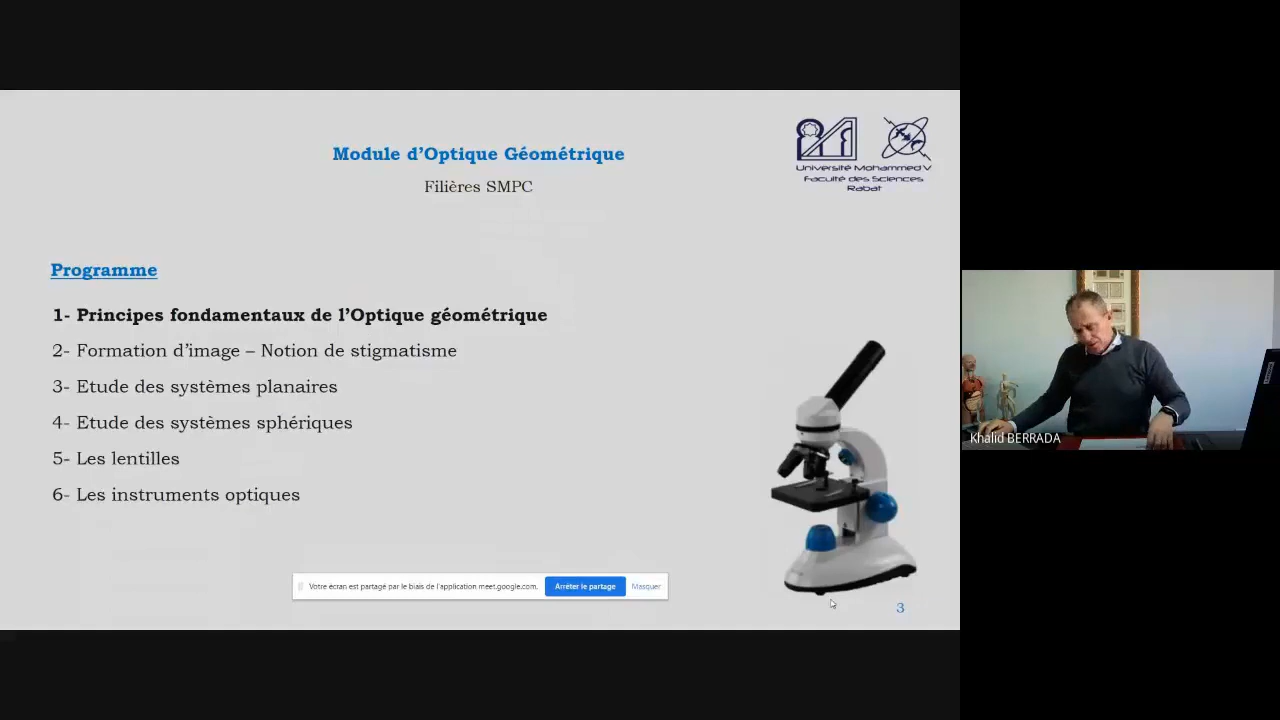 Module d'Optique Géométrique
Filières SMPC
Université Mohammed V
Faculté des Sciences
Rabat
Programme
1- Principes fondamentaux de l'Optique géométrique
2- Formation d'image – Notion de stigmatisme
3- Etude des systèmes planaires
4- Etude des systèmes sphériques
5- Les lentilles
6- Les instruments optiques
Khalid BERRADA
Votre écran est partagé par le biais de l'application meet.google.com. Arrêter le partage Masquer
3